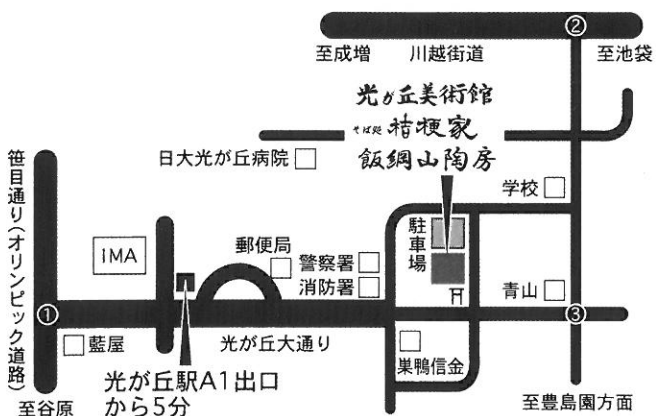 ②
至成増
川越街道
至池袋
光が丘美術館
そば処 桔梗家
飯綱山陶房
日大光が丘病院
学校
笹目通り(オリンピック道路)
IMA
郵便局
警察署
消防署
駐車場
青山
①
③
藍屋
光が丘大通り
巣鴨信金
光が丘駅A1出口
から5分
至谷原
至豊島園方面